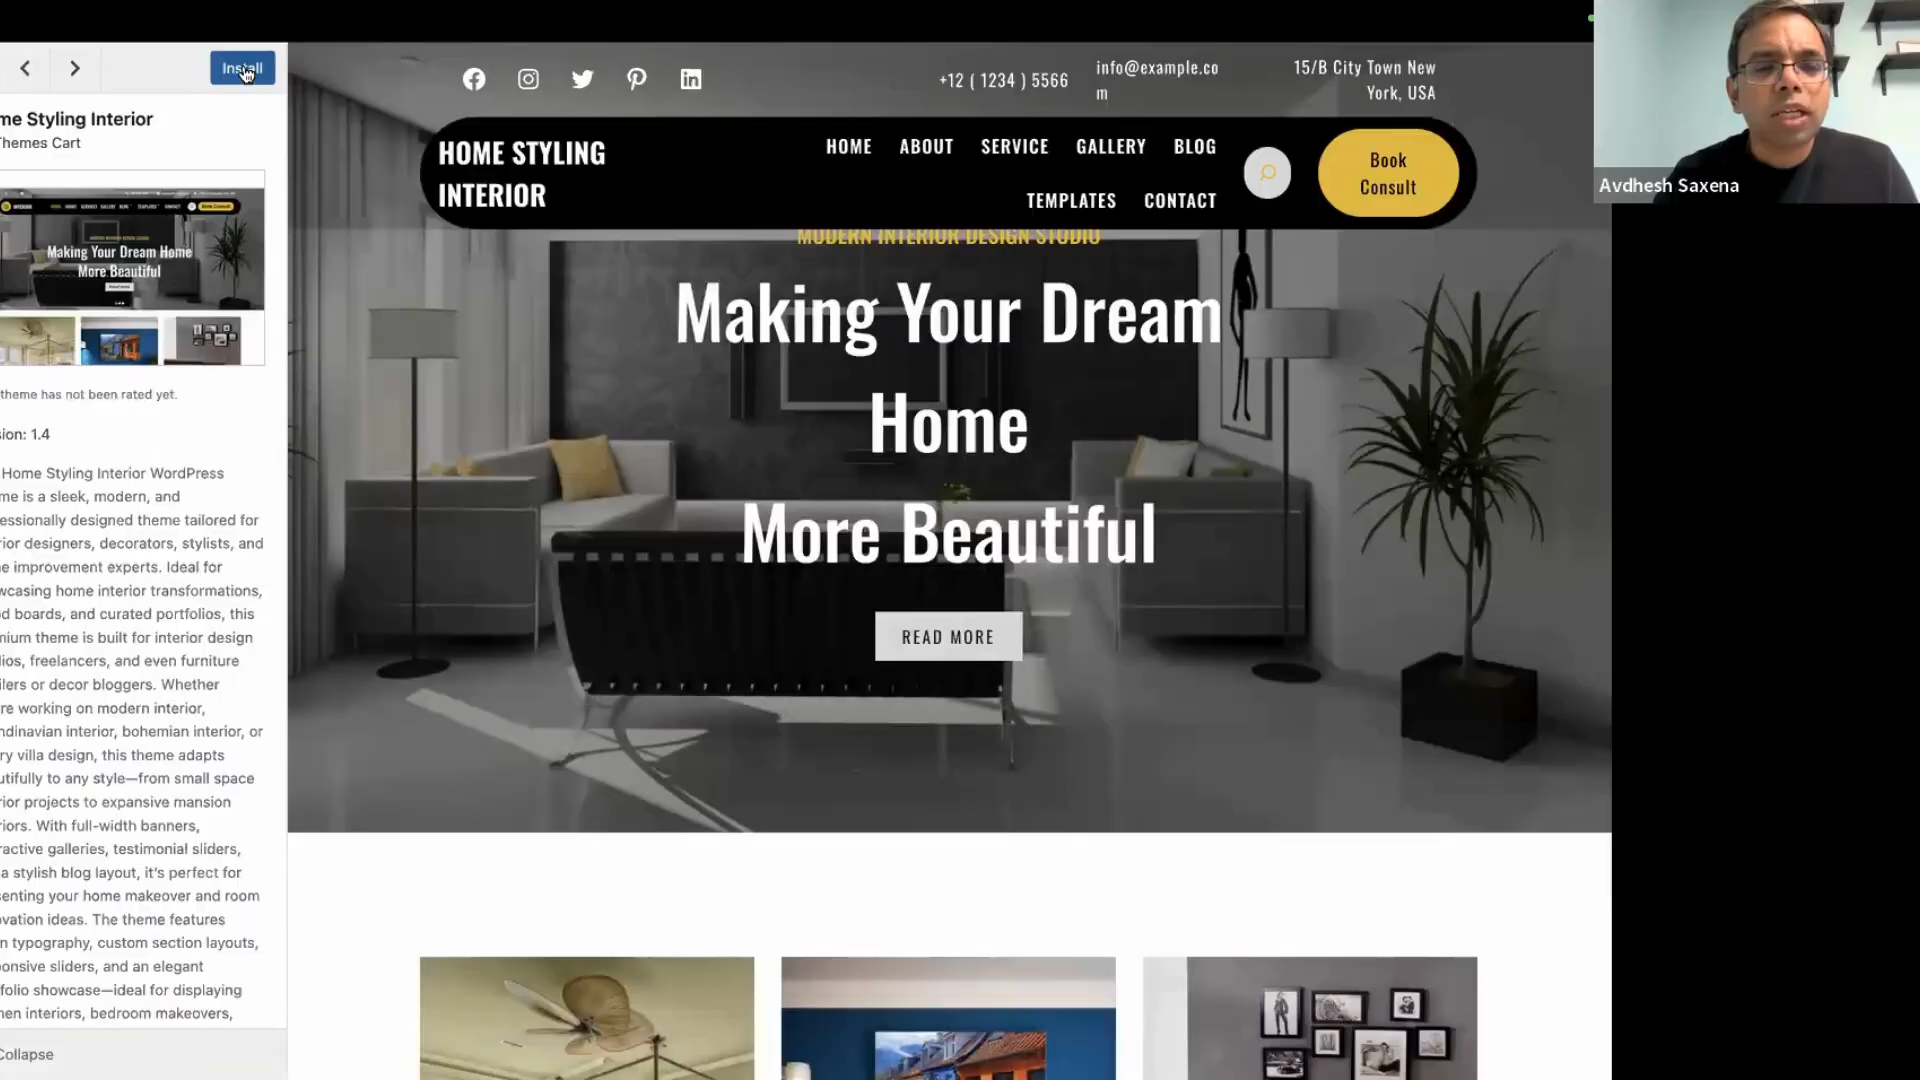 Install
me Styling Interior
Themes Cart
Making Your Dream Home
More Beautiful
theme has not been rated yet.
sion: 1.4
Home Styling Interior WordPress
me is a sleek, modern, and
essionally designed theme tailored for
rior designers, decorators, stylists, and
e improvement experts. Ideal for
wcasing home interior transformations,
d boards, and curated portfolios, this
mium theme is built for interior design
lios, freelancers, and even furniture
ilers or decor bloggers. Whether
re working on modern interior,
ndinavian interior, bohemian interior, or
ry villa design, this theme adapts
utifully to any style—from small space
rior projects to expansive mansion
riors. With full-width banners,
ractive galleries, testimonial sliders,
a stylish blog layout, it's perfect for
senting your home makeover and room
ovation ideas. The theme features
n typography, custom section layouts,
onsive sliders, and an elegant
folio showcase—ideal for displaying
hen interiors, bedroom makeovers,
Collapse
+12 ( 1234 ) 5566
info@example.co
m
15/B City Town New
York, USA
HOME STYLING
INTERIOR
HOME ABOUT SERVICE GALLERY BLOG
TEMPLATES CONTACT
Book
Consult
MODERN INTERIOR DESIGN STUDIO
Making Your Dream
Home
More Beautiful
READ MORE
Avdhesh Saxena